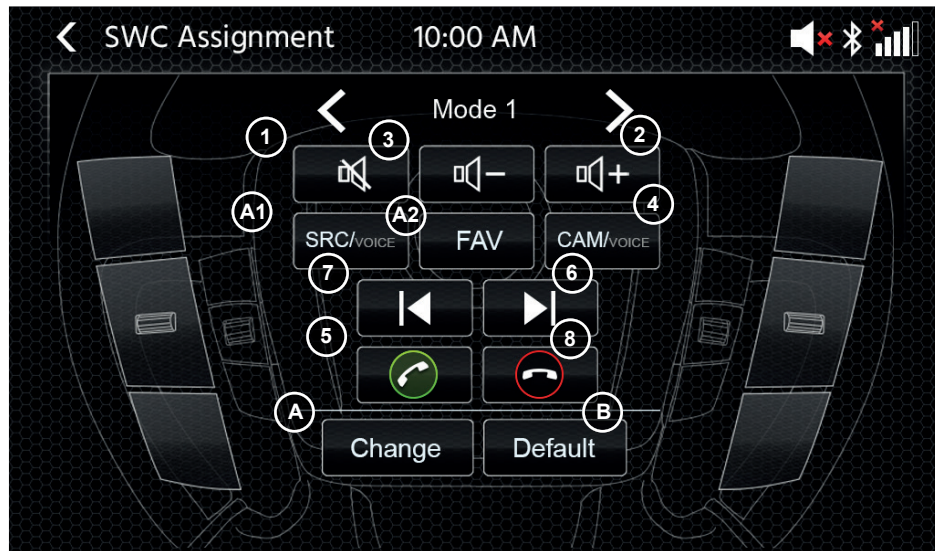 SWC Assignment 10:00 AM
Mode 1
1 3 2
A1 A2 4
SRC/VOICE FAV CAM/VOICE
7 6
5 8
A B
Change Default